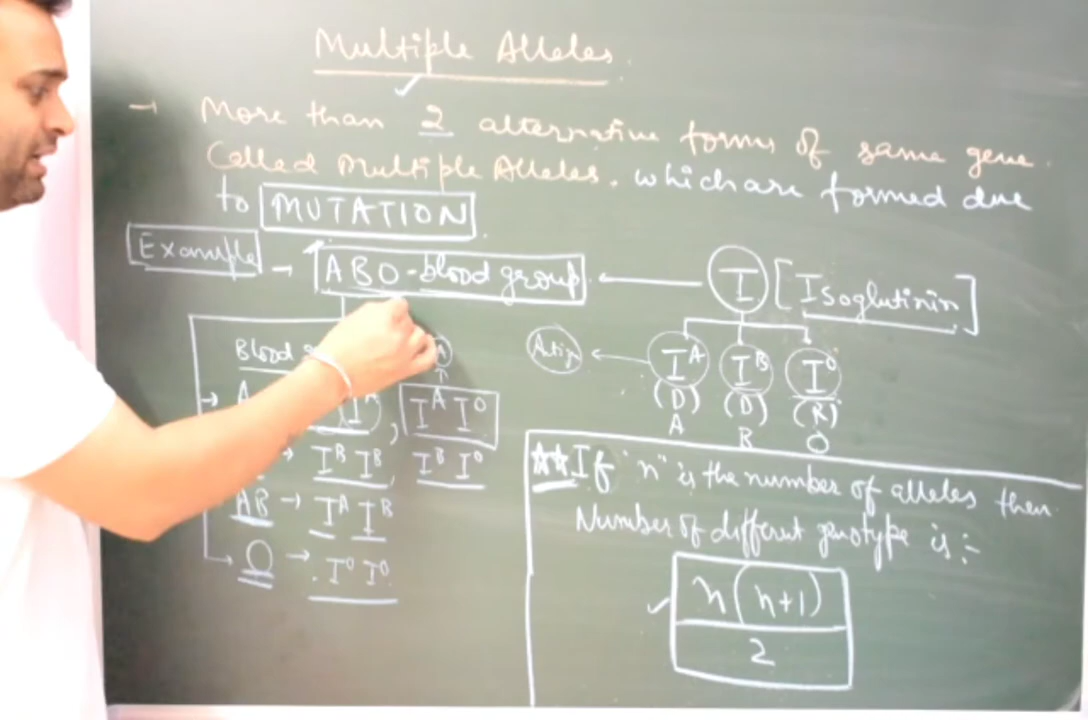 Multiple Alleles.
→ More than 2 alternative forms of same gene.
Called Multiple Alleles. which are formed due
to MUTATION.
Example - ABO-blood group ← I [Isoglutinin]
Blood
Antign ← I^A I^B I^O
(D) (D) (R)
A B O
→ A I^A), I^A I^O
→ I^B I^B, I^B I^O
AB → I^A I^B
→ O → I^O I^O
☆☆ If "n" is the number of alleles then
Number of different genotype is :-
n(n+1)
2